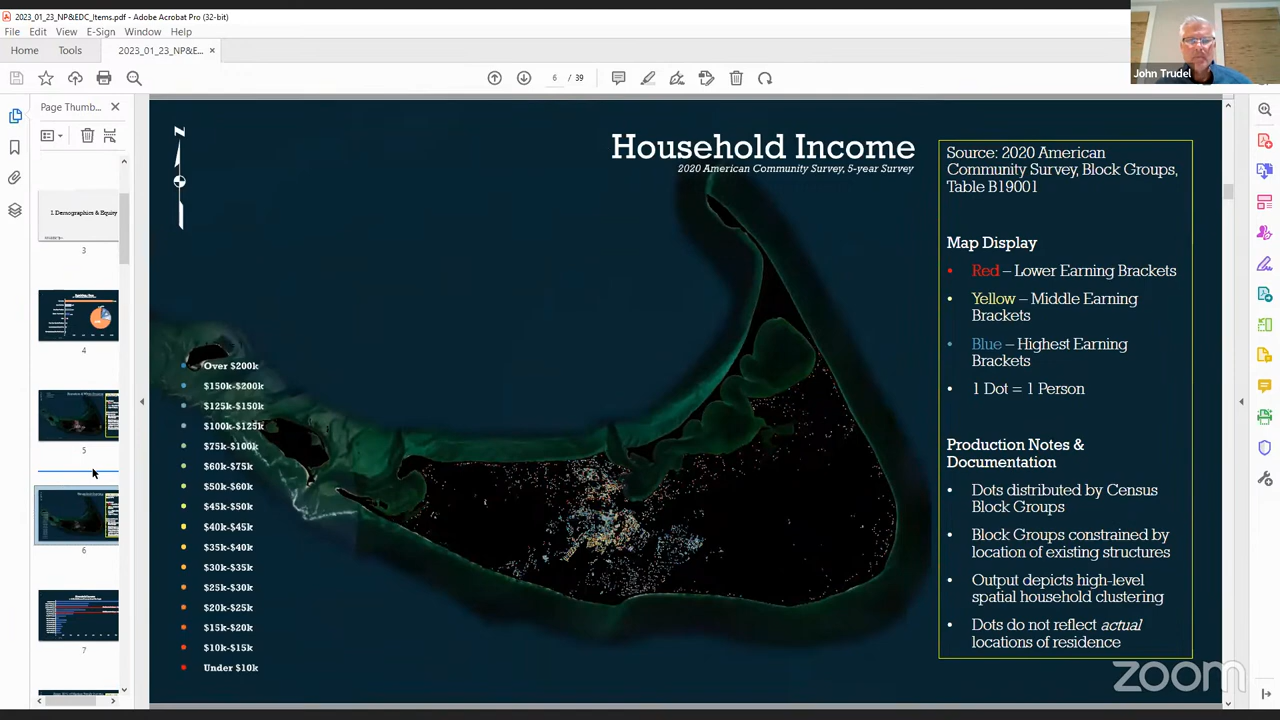 2023_01_23_NP&EDC_Items.pdf - Adobe Acrobat Pro (32-bit)
File Edit View E-Sign Window Help
Home Tools 2023_01_23_NP&E... ×
6 / 39
John Trudel
Page Thumb...
1. Demographics & Equity
3
4
5
6
7
N
Household Income
2020 American Community Survey, 5-year Survey
Over $200k
$150k-$200k
$125k-$150k
$100k-$125k
$75k-$100k
$60k-$75k
$50k-$60k
$45k-$50k
$40k-$45k
$35k-$40k
$30k-$35k
$25k-$30k
$20k-$25k
$15k-$20k
$10k-$15k
Under $10k
Source: 2020 American
Community Survey, Block Groups,
Table B19001
Map Display
• Red – Lower Earning Brackets
• Yellow – Middle Earning
Brackets
• Blue – Highest Earning
Brackets
• 1 Dot = 1 Person
Production Notes &
Documentation
• Dots distributed by Census
Block Groups
• Block Groups constrained by
location of existing structures
• Output depicts high-level
spatial household clustering
• Dots do not reflect actual
locations of residence
zoom